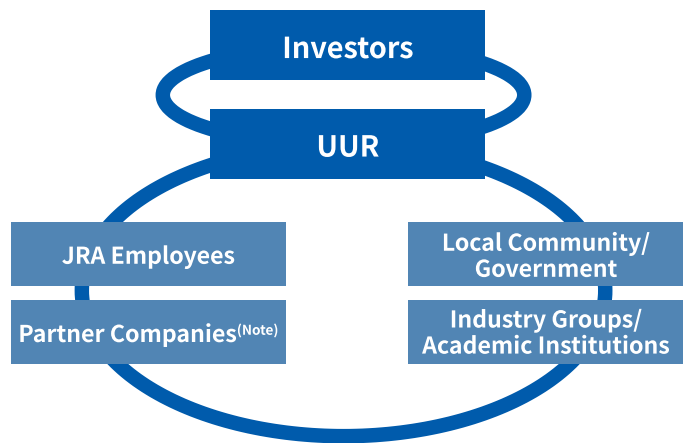 Investors
UUR
JRA Employees
Local Community/
Government
Partner Companies(Note)
Industry Groups/
Academic Institutions